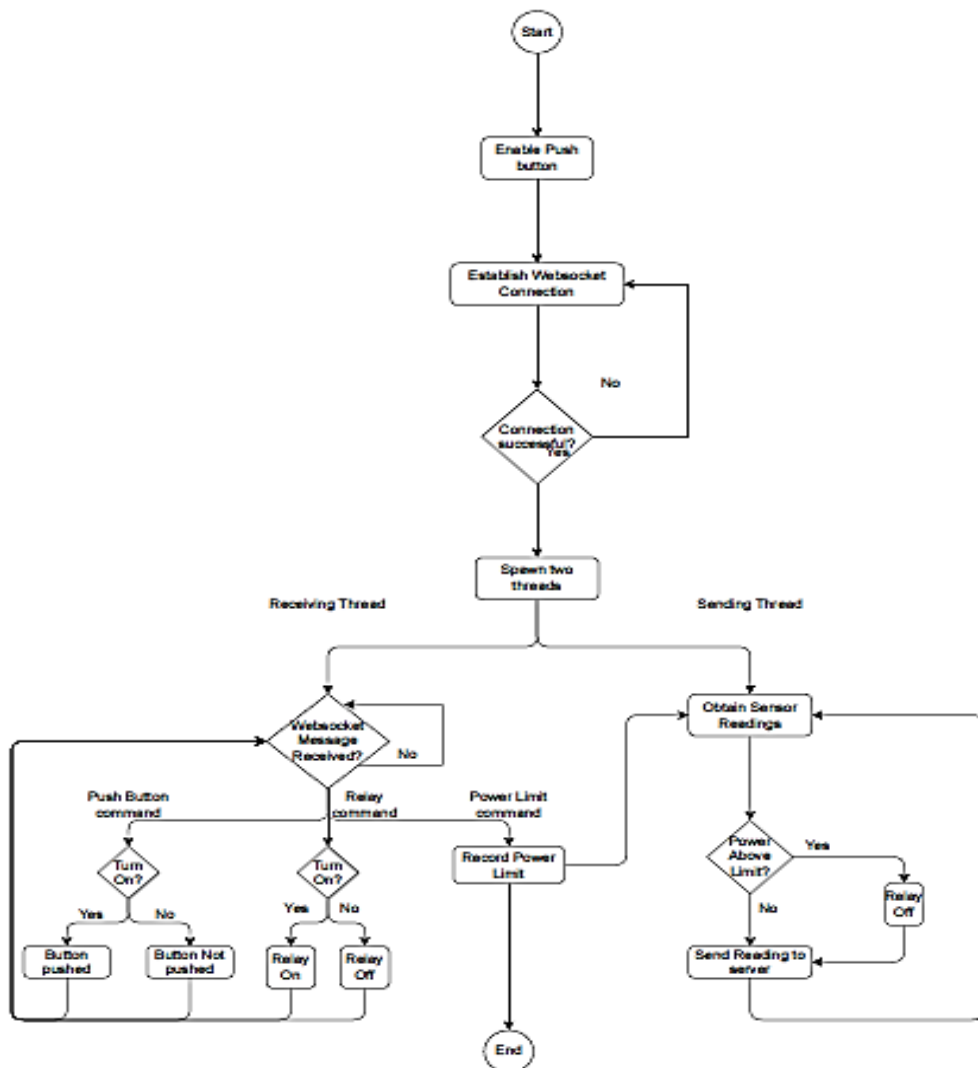 Start
Enable Push
button
Establish Websocket
Connection
No
Connection
successful?
Yes
Spawn two
threads
Receiving Thread
Sending Thread
Websocket
Message
Received?
No
Obtain Sensor
Readings
Push Button
command
Relay
command
Power Limit
command
Turn
On?
Turn
On?
Record Power
Limit
Power
Above
Limit?
Yes
Relay
Off
Yes
No
Yes
No
No
Button
pushed
Button Not
pushed
Relay
On
Relay
Off
Send Reading to
server
End